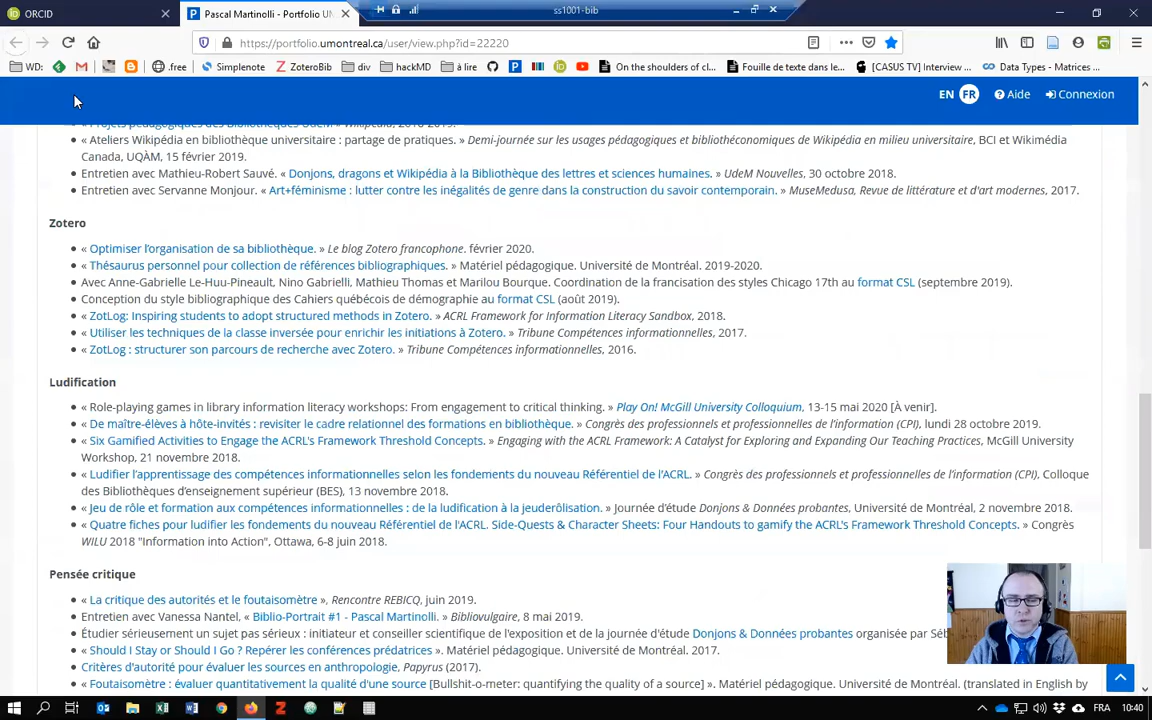 ORCID
Pascal Martinolli - Portfolio UN
ss1001-bib
https://portfolio.umontreal.ca/user/view.php?id=22220
WD:
.free
Simplenote
ZoteroBib
div
hackMD
à lire
On the shoulders of cl...
Fouille de texte dans le...
[CASUS TV] Interview ...
Data Types - Matrices ...
EN FR Aide Connexion
« Projets pédagogiques des Bibliothèques UdeM » Wikipédia, 2018-2019.
« Ateliers Wikipédia en bibliothèque universitaire : partage de pratiques. » Demi-journée sur les usages pédagogiques et bibliothéconomiques de Wikipédia en milieu universitaire, BCI et Wikimédia
Canada, UQÀM, 15 février 2019.
Entretien avec Mathieu-Robert Sauvé. « Donjons, dragons et Wikipédia à la Bibliothèque des lettres et sciences humaines. » UdeM Nouvelles, 30 octobre 2018.
Entretien avec Servanne Monjour. « Art+féminisme : lutter contre les inégalités de genre dans la construction du savoir contemporain. » MuseMedusa, Revue de littérature et d'art modernes, 2017.
Zotero
« Optimiser l'organisation de sa bibliothèque. » Le blog Zotero francophone. février 2020.
« Thésaurus personnel pour collection de références bibliographiques. » Matériel pédagogique. Université de Montréal. 2019-2020.
Avec Anne-Gabrielle Le-Huu-Pineault, Nino Gabrielli, Mathieu Thomas et Marilou Bourque. Coordination de la francisation des styles Chicago 17th au format CSL (septembre 2019).
Conception du style bibliographique des Cahiers québécois de démographie au format CSL (août 2019).
« ZotLog: Inspiring students to adopt structured methods in Zotero. » ACRL Framework for Information Literacy Sandbox, 2018.
« Utiliser les techniques de la classe inversée pour enrichir les initiations à Zotero. » Tribune Compétences informationnelles, 2017.
« ZotLog : structurer son parcours de recherche avec Zotero. » Tribune Compétences informationnelles, 2016.
Ludification
« Role-playing games in library information literacy workshops: From engagement to critical thinking. » Play On! McGill University Colloquium, 13-15 mai 2020 [À venir].
« De maître-élèves à hôte-invités : revisiter le cadre relationnel des formations en bibliothèque. » Congrès des professionnels et professionnelles de l'information (CPI), lundi 28 octobre 2019.
« Six Gamified Activities to Engage the ACRL's Framework Threshold Concepts. » Engaging with the ACRL Framework: A Catalyst for Exploring and Expanding Our Teaching Practices, McGill University
Workshop, 21 novembre 2018.
« Ludifier l'apprentissage des compétences informationnelles selon les fondements du nouveau Référentiel de l'ACRL. » Congrès des professionnels et professionnelles de l'information (CPI), Colloque
des Bibliothèques d'enseignement supérieur (BES), 13 novembre 2018.
« Jeu de rôle et formation aux compétences informationnelles : de la ludification à la jeuderôlisation. » Journée d'étude Donjons & Données probantes, Université de Montréal, 2 novembre 2018.
« Quatre fiches pour ludifier les fondements du nouveau Référentiel de l'ACRL. Side-Quests & Character Sheets: Four Handouts to gamify the ACRL's Framework Threshold Concepts. » Congrès
WILU 2018 "Information into Action", Ottawa, 6-8 juin 2018.
Pensée critique
« La critique des autorités et le foutaisomètre », Rencontre REBICQ, juin 2019.
Entretien avec Vanessa Nantel, « Biblio-Portrait #1 - Pascal Martinolli. » Bibliovulgaire, 8 mai 2019.
Étudier sérieusement un sujet pas sérieux : initiateur et conseiller scientifique de l'exposition et de la journée d'étude Donjons & Données probantes organisée par Séb
« Should I Stay or Should I Go ? Repérer les conférences prédatrices ». Matériel pédagogique. Université de Montréal. 2017.
Critères d'autorité pour évaluer les sources en anthropologie, Papyrus (2017).
« Foutaisomètre : évaluer quantitativement la qualité d'une source [Bullshit-o-meter: quantifying the quality of a source] ». Matériel pédagogique. Université de Montréal. (translated in English by
FRA 10:40